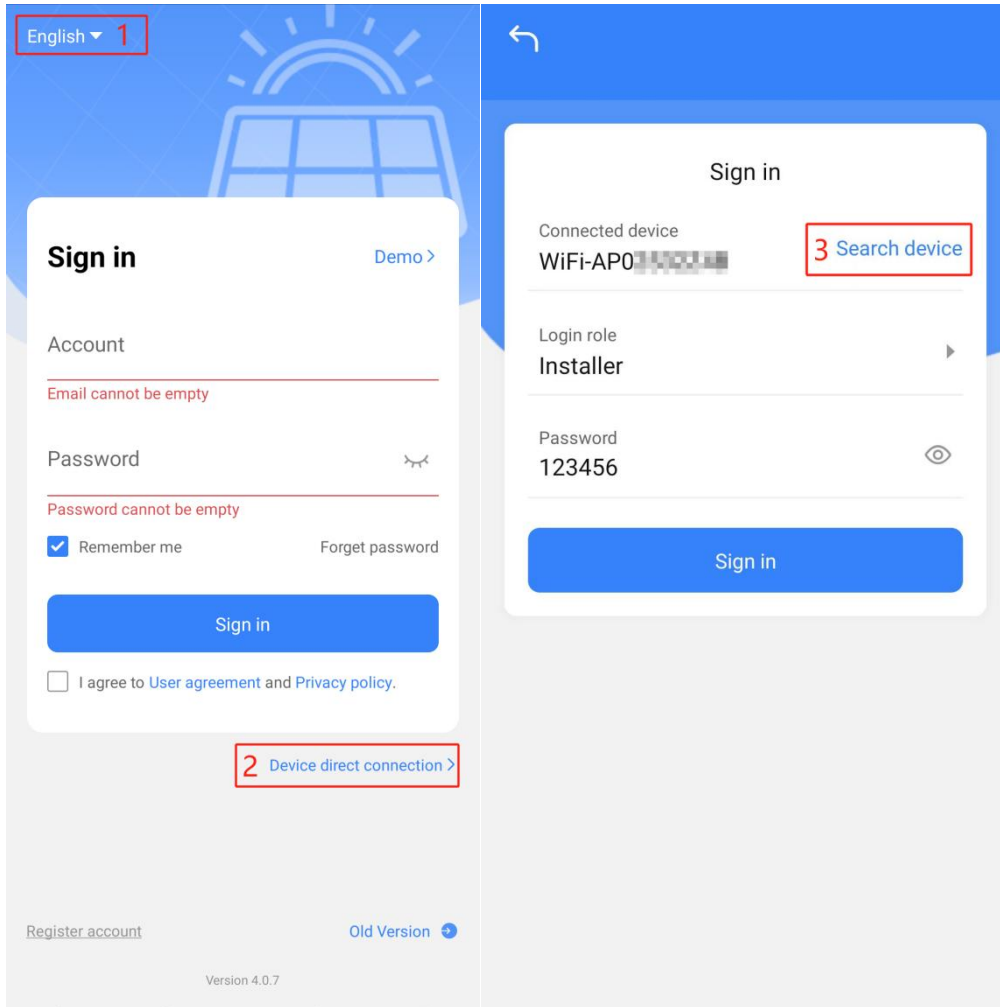 English 1
Sign in
Demo >
Account
Email cannot be empty
Password
Password cannot be empty
Remember me
Forget password
Sign in
I agree to User agreement and Privacy policy.
2 Device direct connection >
Register account
Old Version
Version 4.0.7
Sign in
Connected device
WiFi-AP0
3 Search device
Login role
Installer
Password
123456
Sign in